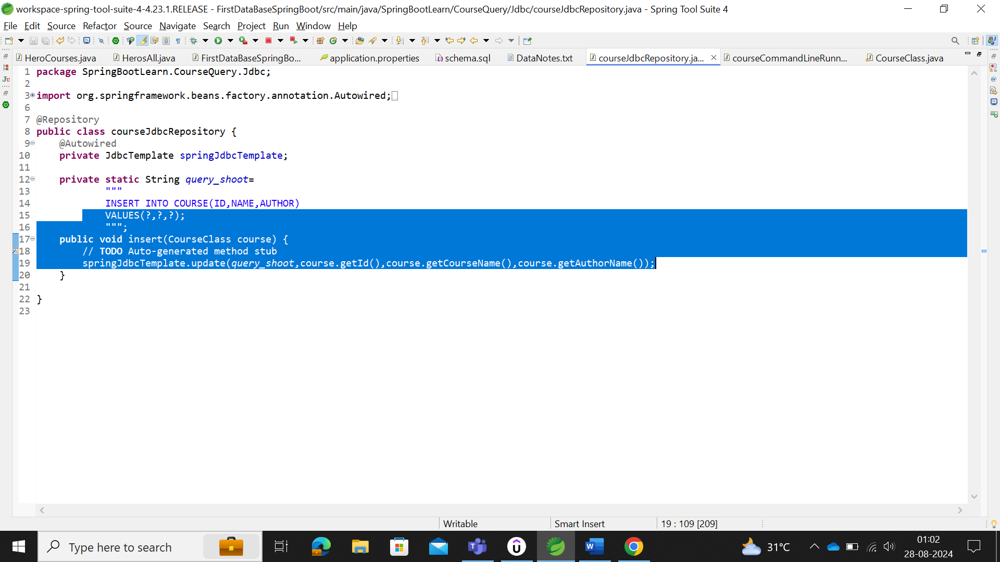 workspace-spring-tool-suite-4-4.23.1.RELEASE - FirstDataBaseSpringBoot/src/main/java/SpringBootLearn/CourseQuery/Jdbc/courseJdbcRepository.java - Spring Tool Suite 4
File Edit Source Refactor Source Navigate Search Project Run Window Help
HeroCourses.java HerosAll.java FirstDataBaseSpringBo... application.properties schema.sql DataNotes.txt courseJdbcRepository.ja... courseCommandLineRunn... CourseClass.java
1 package SpringBootLearn.CourseQuery.Jdbc;
2
3 import org.springframework.beans.factory.annotation.Autowired;
6
7 @Repository
8 public class courseJdbcRepository {
9 @Autowired
10 private JdbcTemplate springJdbcTemplate;
11
12 private static String query_shoot=
13 """
14 INSERT INTO COURSE(ID,NAME,AUTHOR)
15 VALUES(?,?,?);
16 """;
17 public void insert(CourseClass course) {
18 // TODO Auto-generated method stub
19 springJdbcTemplate.update(query_shoot,course.getId(),course.getCourseName(),course.getAuthorName());
20 }
21
22 }
23
Writable Smart Insert 19 : 109 [209]
Type here to search
31°C
01:02
28-08-2024